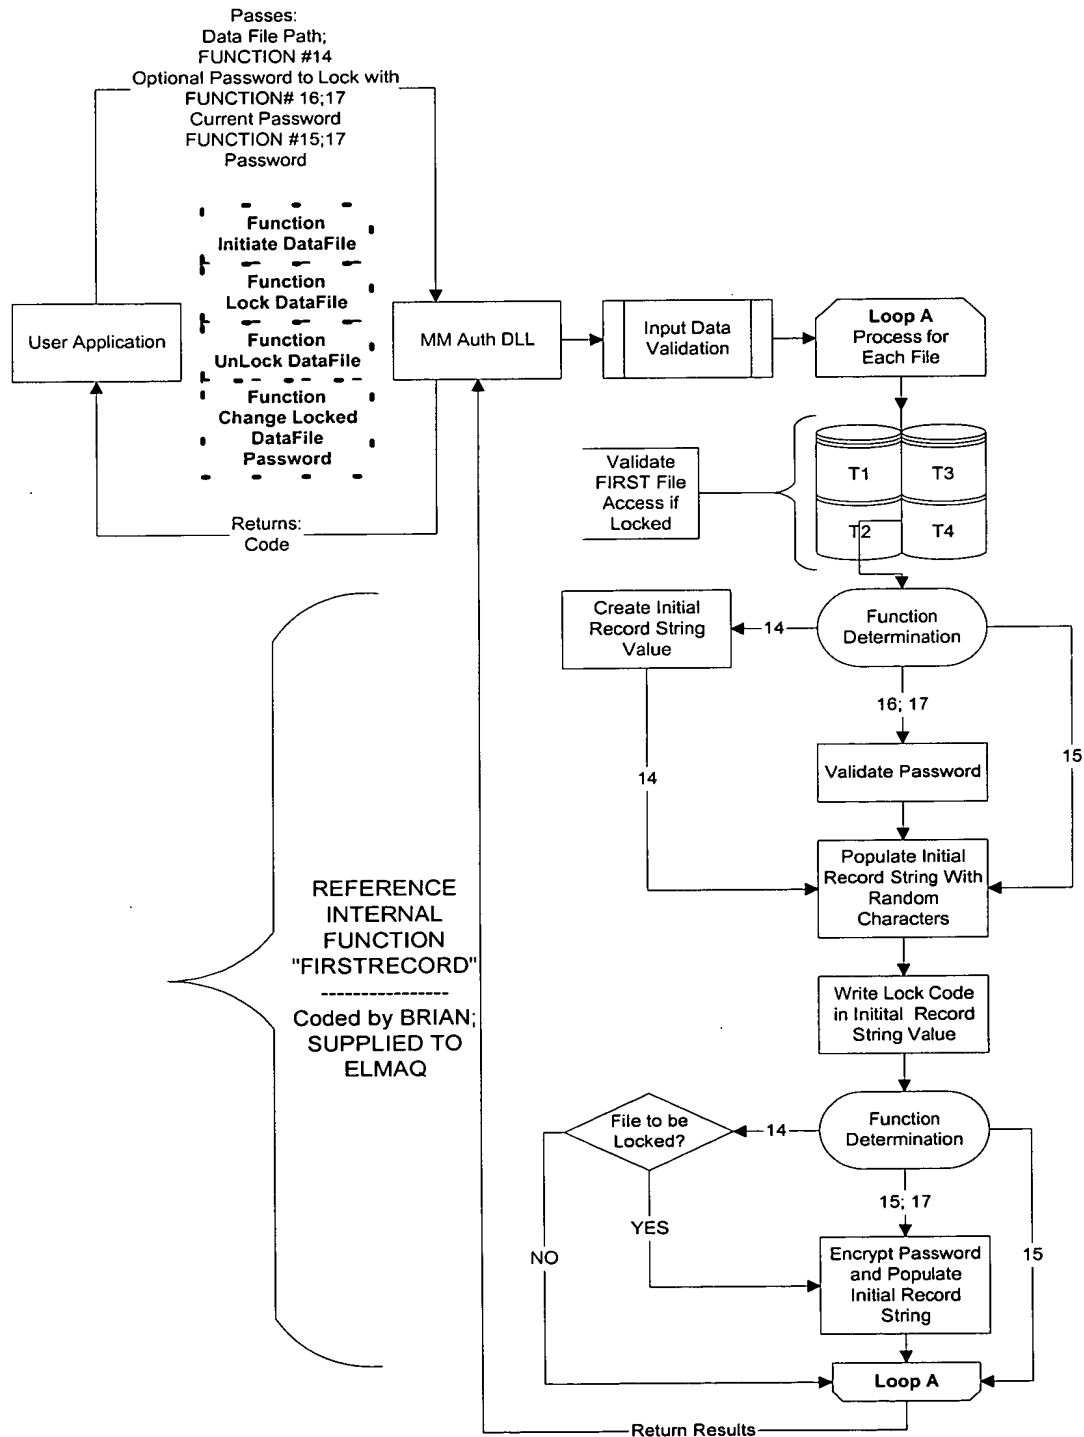 Passes:
Data File Path;
FUNCTION #14
Optional Password to Lock with
FUNCTION# 16;17
Current Password
FUNCTION #15;17
Password
Function
Initiate DataFile
Function
Lock DataFile
Function
UnLock DataFile
Function
Change Locked
DataFile
Password
User Application
MM Auth DLL
Input Data
Validation
Loop A
Process for
Each File
Returns:
Code
Validate
FIRST File
Access if
Locked
T1
T3
T2
T4
Create Initial
Record String
Value
14
Function
Determination
16; 17
14
15
Validate Password
Populate Initial
Record String With
Random
Characters
REFERENCE
INTERNAL
FUNCTION
"FIRSTRECORD"
-----------------
Coded by BRIAN;
SUPPLIED TO
ELMAQ
Write Lock Code
in Initital Record
String Value
File to be
Locked?
14
Function
Determination
15; 17
YES
NO
15
Encrypt Password
and Populate
Initial Record
String
Loop A
Return Results